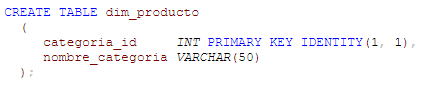 CREATE TABLE dim_producto
(
categoria_id INT PRIMARY KEY IDENTITY(1, 1),
nombre_categoria VARCHAR(50)
);